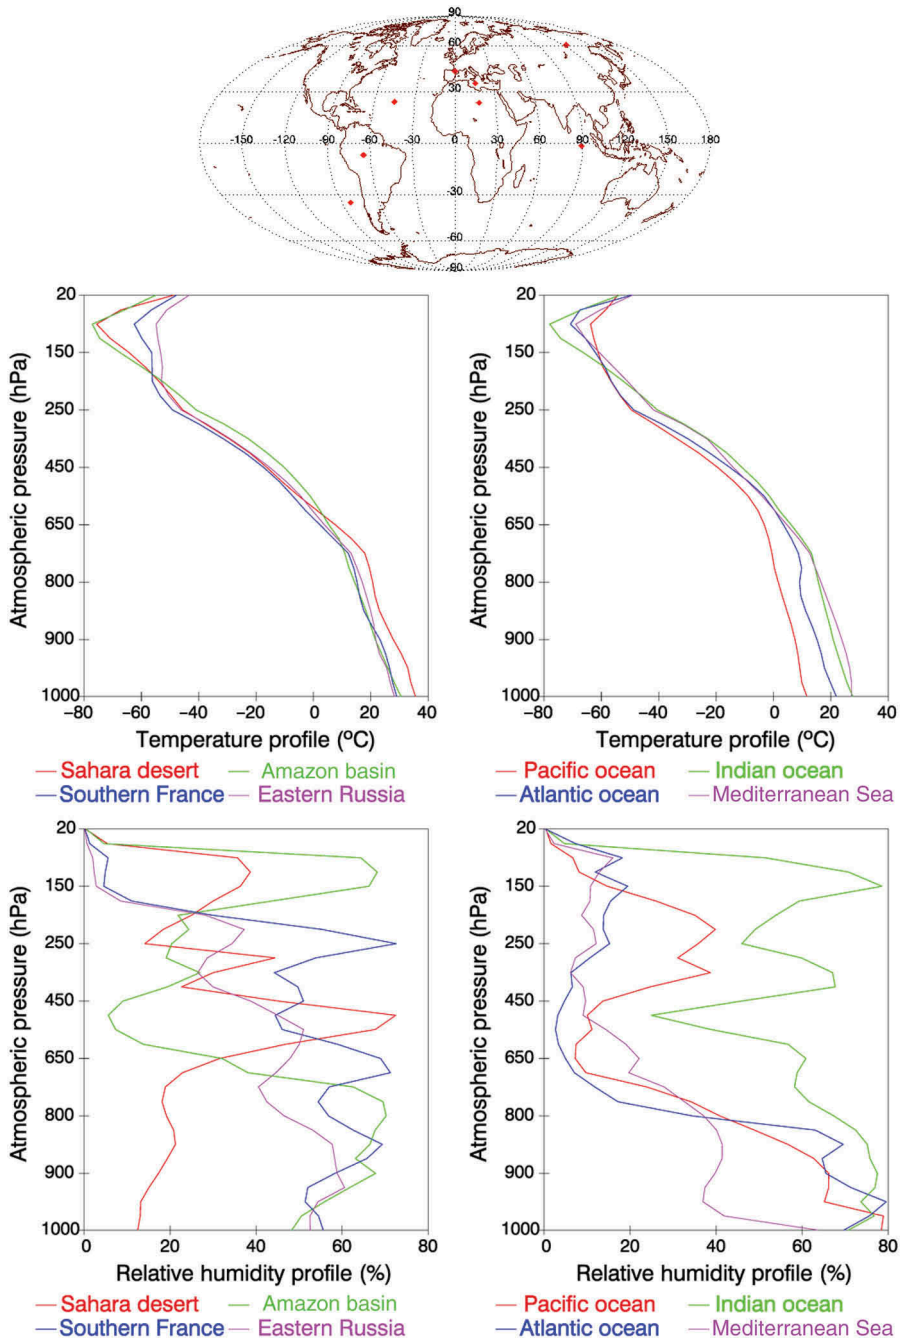 90
60
30
-150 -120 -90 -60 -30 0 30 60 90 120 150 180
-30
-60
-90
20
150
250
450
650
800
900
1000
Atmospheric pressure (hPa)
−80 −60 −40 −20 0 20 40
Temperature profile (ºC)
Sahara desert Amazon basin
Southern France Eastern Russia
20
150
250
450
650
800
900
1000
Atmospheric pressure (hPa)
−80 −60 −40 −20 0 20 40
Temperature profile (ºC)
Pacific ocean Indian ocean
Atlantic ocean Mediterranean Sea
20
150
250
450
650
800
900
1000
Atmospheric pressure (hPa)
0 20 40 60 80
Relative humidity profile (%)
Sahara desert Amazon basin
Southern France Eastern Russia
20
150
250
450
650
800
900
1000
Atmospheric pressure (hPa)
0 20 40 60 80
Relative humidity profile (%)
Pacific ocean Indian ocean
Atlantic ocean Mediterranean Sea